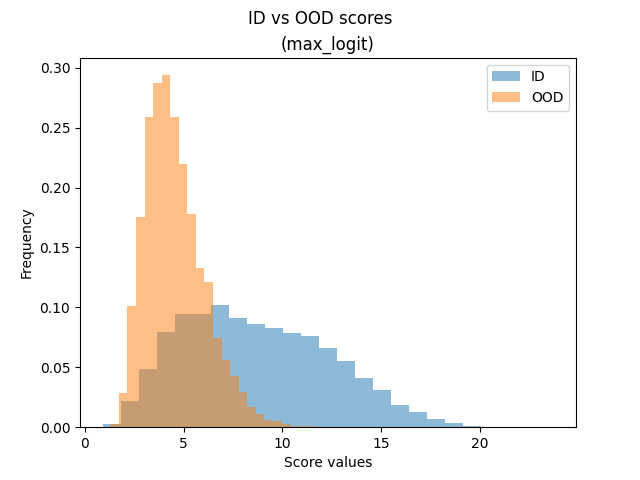 ID vs OOD scores
(max_logit)
ID
OOD
0.30
0.25
0.20
0.15
0.10
0.05
0.00
Frequency
0
5
10
15
20
Score values